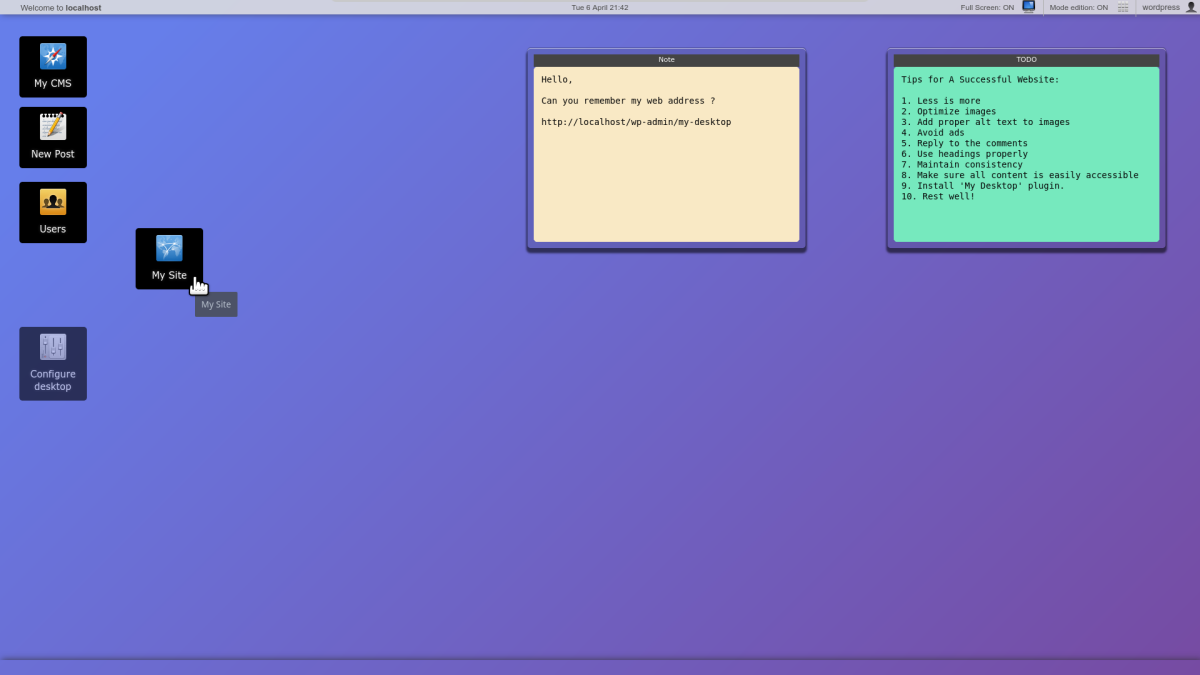 Welcome to localhost
Tue 6 April 21:42
Full Screen: ON
Mode edition: ON
wordpress
My CMS
New Post
Users
My Site
My Site
Configure
desktop
Note
Hello,
Can you remember my web address ?
http://localhost/wp-admin/my-desktop
TODO
Tips for A Successful Website:
1. Less is more
2. Optimize images
3. Add proper alt text to images
4. Avoid ads
5. Reply to the comments
6. Use headings properly
7. Maintain consistency
8. Make sure all content is easily accessible
9. Install 'My Desktop' plugin.
10. Rest well!